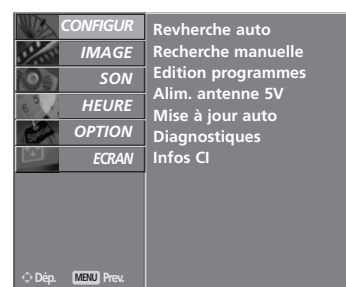 CONFIGUR
IMAGE
SON
HEURE
OPTION
ECRAN
Revherche auto
Recherche manuelle
Edition programmes
Alim. antenne 5V
Mise à jour auto
Diagnostiques
Infos CI
Dép. MENU Prev.